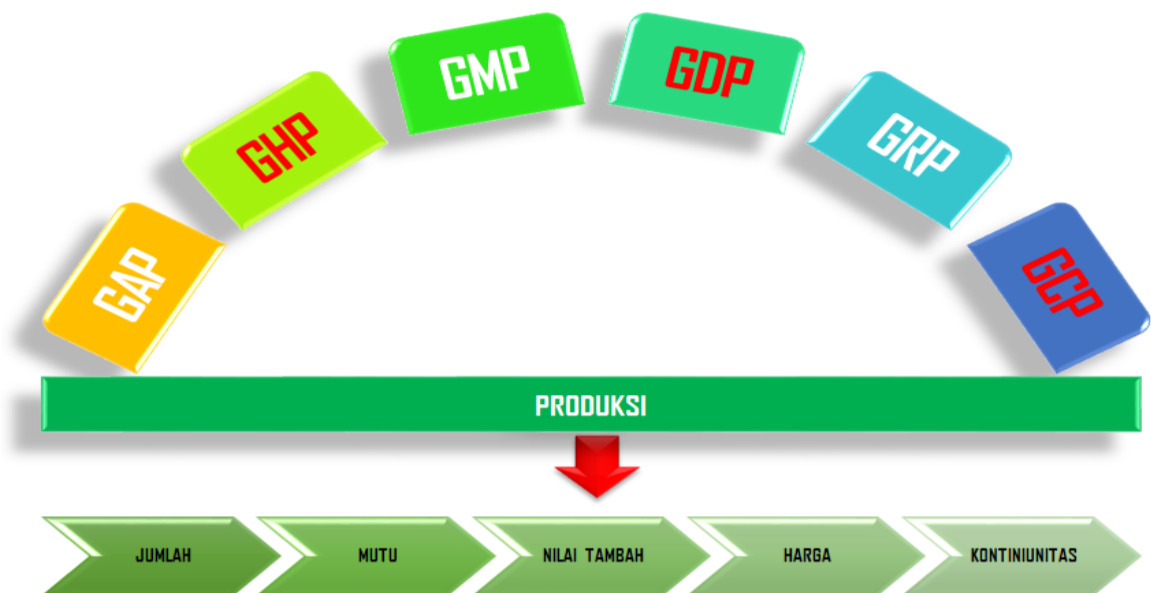 GAP
GHP
GMP
GDP
GRP
GCP
PRODUKSI
JUMLAH
MUTU
NILAI TAMBAH
HARGA
KONTINIUNITAS